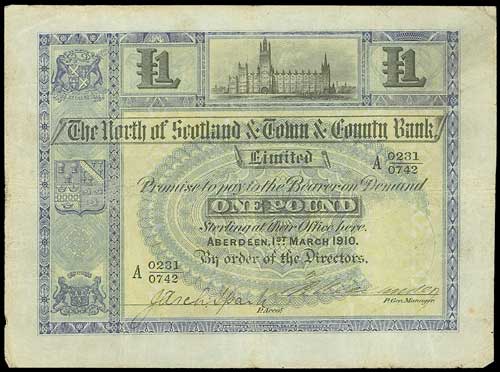 £1 £1
The North of Scotland & Town & County Bank,
Limited
A 0231/0742
Promise to pay to the Bearer on Demand
ONE POUND
Sterling at their Office here.
ABERDEEN, 1ST MARCH 1910.
By order of the Directors.
A 0231/0742
P. Acct.
P. Gen. Manager.